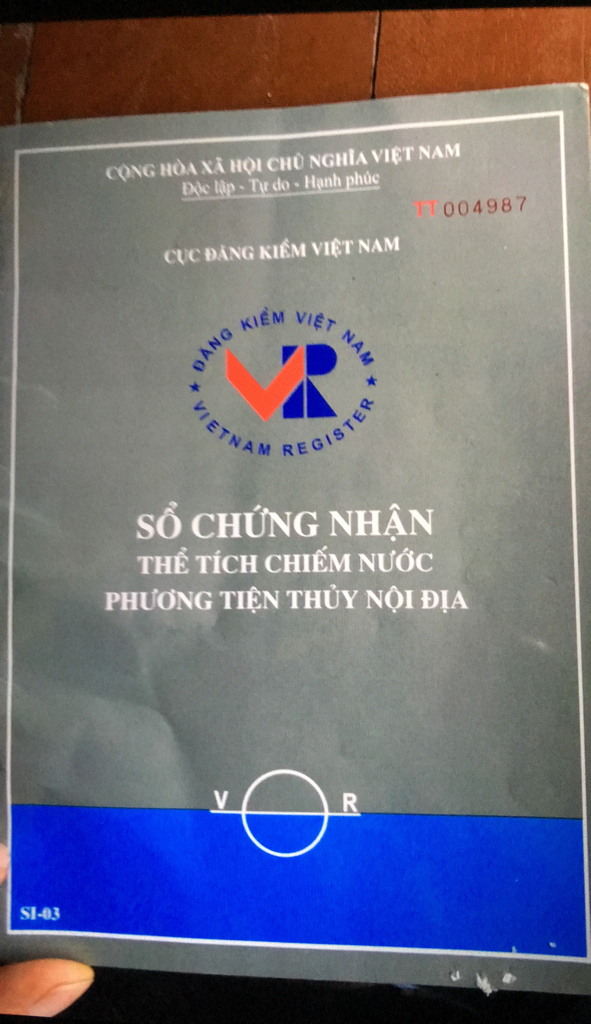 CỘNG HÒA XÃ HỘI CHỦ NGHĨA VIỆT NAM
Độc lập - Tự do - Hạnh phúc
TT 004987
CỤC ĐĂNG KIỂM VIỆT NAM
★ ĐĂNG KIỂM VIỆT NAM ★
VR
VIETNAM REGISTER
SỔ CHỨNG NHẬN
THỂ TÍCH CHIẾM NƯỚC
PHƯƠNG TIỆN THỦY NỘI ĐỊA
V R
SI-03